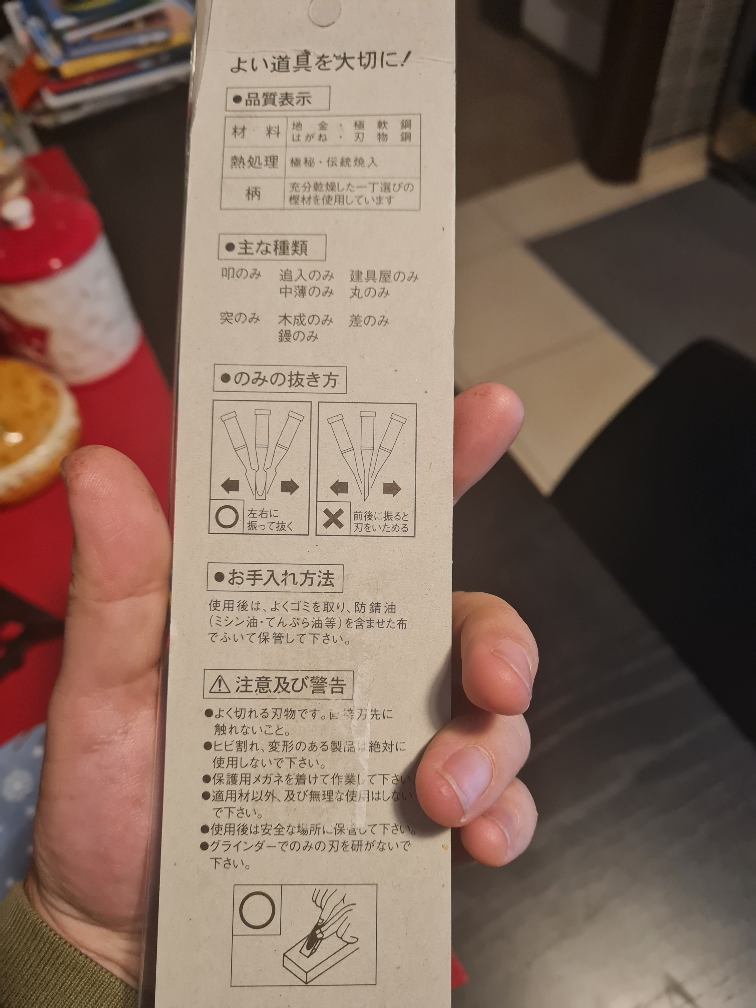 よい道具を大切に!
●品質表示
材 料 地金・極軟鋼
はがね・刃物鋼
熱処理 極秘・伝統焼入
柄 充分乾燥した一丁選びの
樫材を使用しています
●主な種類
叩のみ 追入のみ 建具屋のみ
中薄のみ 丸のみ
突のみ 木成のみ 差のみ
鏝のみ
●のみの抜き方
左右に
振って抜く
前後に振ると
刃をいためる
●お手入れ方法
使用後は、よくゴミを取り、防錆油
(ミシン油・てんぷら油等)を含ませた布
でふいて保管して下さい。
⚠注意及び警告
●よく切れる刃物です。直接刃先に
触れないこと。
●ヒビ割れ、変形のある製品は絶対に
使用しないで下さい。
●保護用メガネを着けて作業して下さい
●適用材以外、及び無理な使用はしない
で下さい。
●使用後は安全な場所に保管して下さい。
●グラインダーでのみの刃を研がないで
下さい。